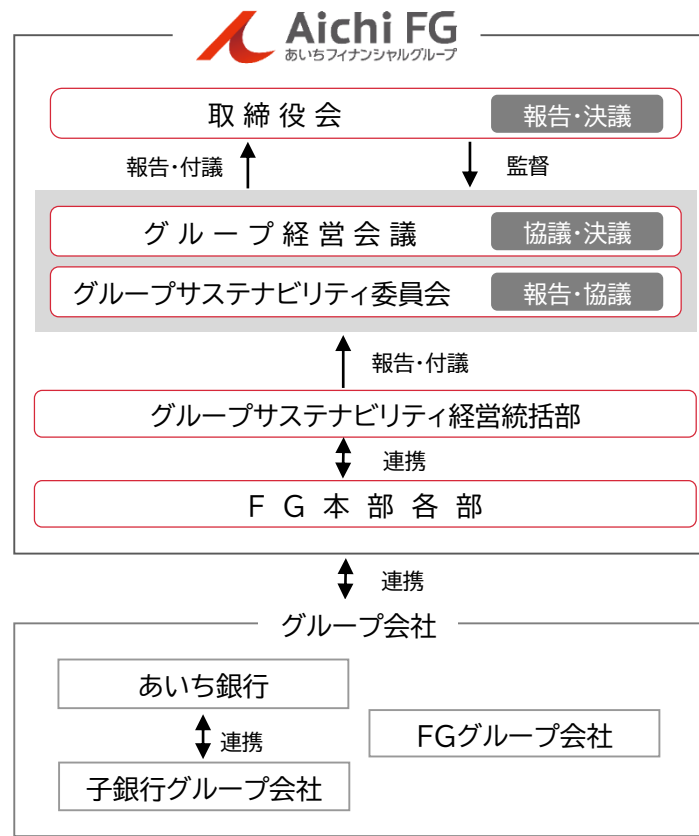 Aichi FG
あいちフィナンシャルグループ
取締役会 報告・決議
報告・付議 監督
グループ経営会議 協議・決議
グループサステナビリティ委員会 報告・協議
報告・付議
グループサステナビリティ経営統括部
連携
FG本部各部
連携
グループ会社
あいち銀行
連携
FGグループ会社
子銀行グループ会社